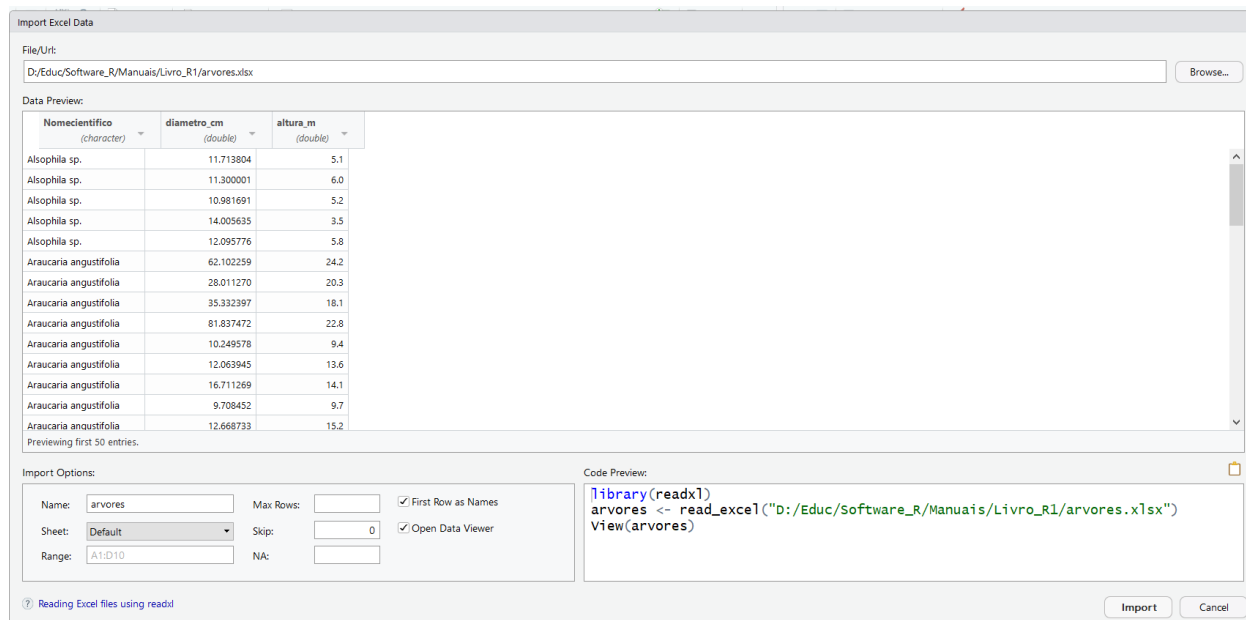 Import Excel Data
File/Url:
D:/Educ/Software_R/Manuais/Livro_R1/arvores.xlsx Browse...
Data Preview:
Nomecientifico diametro_cm altura_m
(character) (double) (double)
Alsophila sp. 11.713804 5.1
Alsophila sp. 11.300001 6.0
Alsophila sp. 10.981691 5.2
Alsophila sp. 14.005635 3.5
Alsophila sp. 12.095776 5.8
Araucaria angustifolia 62.102259 24.2
Araucaria angustifolia 28.011270 20.3
Araucaria angustifolia 35.332397 18.1
Araucaria angustifolia 81.837472 22.8
Araucaria angustifolia 10.249578 9.4
Araucaria angustifolia 12.063945 13.6
Araucaria angustifolia 16.711269 14.1
Araucaria angustifolia 9.708452 9.7
Araucaria angustifolia 12.668733 15.2
Previewing first 50 entries.
Import Options:
Name: arvores Max Rows: First Row as Names
Sheet: Default Skip: 0 Open Data Viewer
Range: A1:D10 NA:
Code Preview:
library(readxl)
arvores <- read_excel("D:/Educ/Software_R/Manuais/Livro_R1/arvores.xlsx")
View(arvores)
? Reading Excel files using readxl
Import Cancel